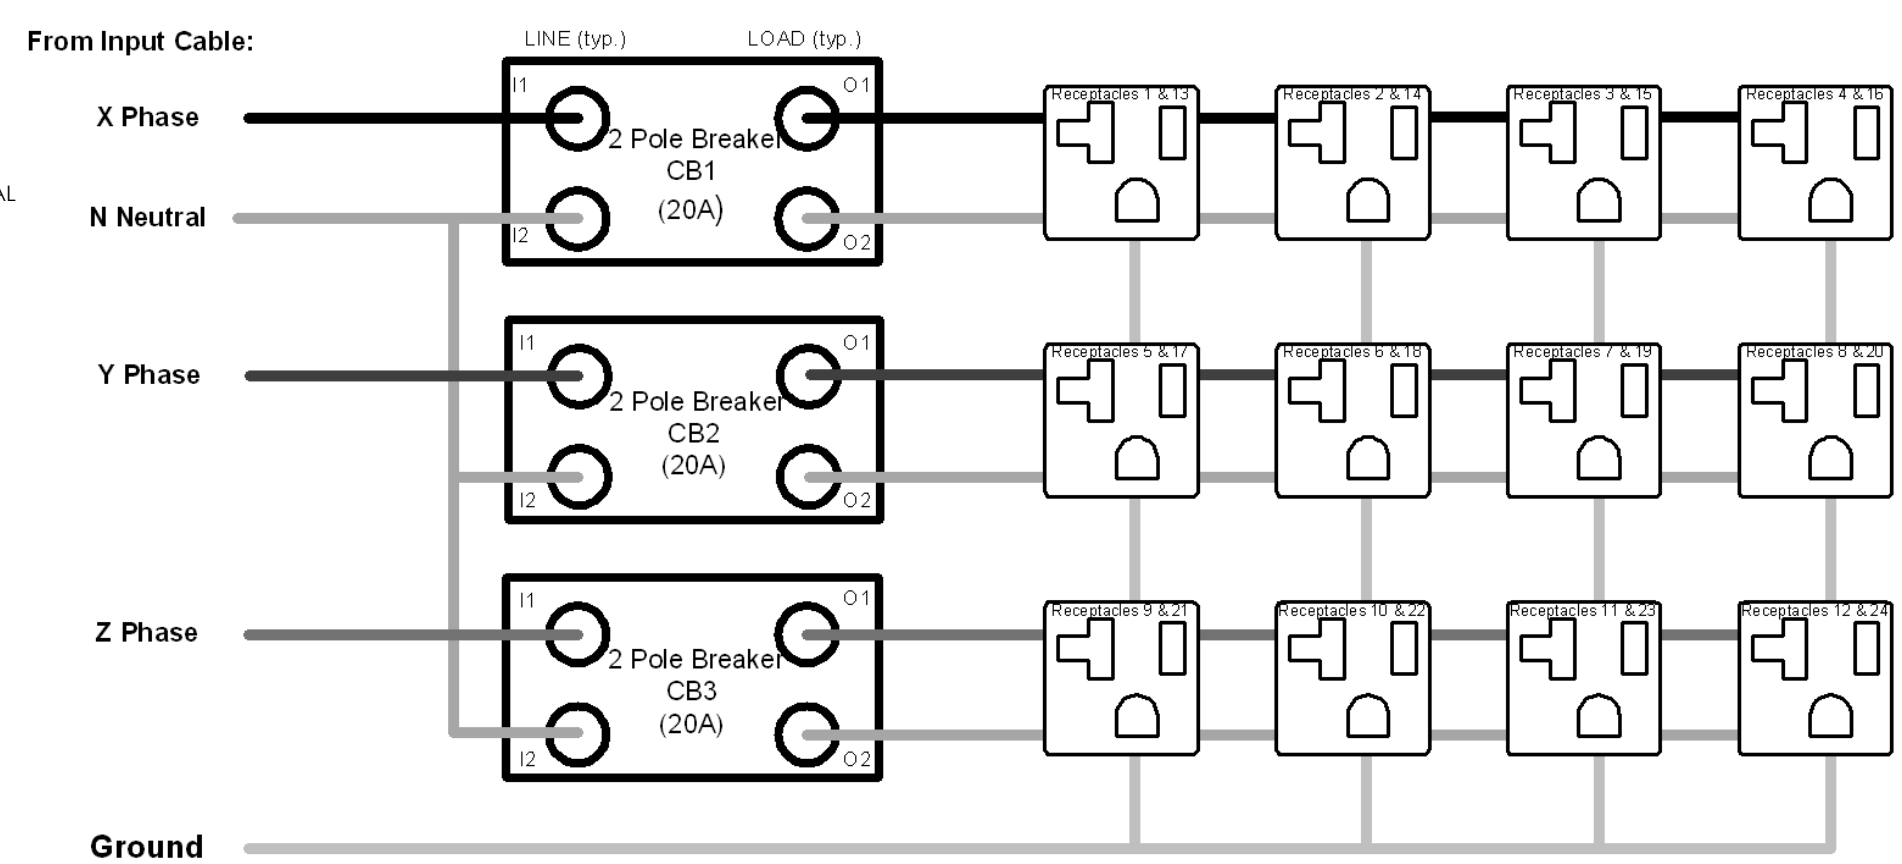 From Input Cable:
LINE (typ.)
LOAD (typ.)
I1
O1
X Phase
2 Pole Breaker
CB1
(20A)
AL
N Neutral
I2
O2
Receptacles 1 & 13
Receptacles 2 & 14
Receptacles 3 & 15
Receptacles 4 & 16
I1
O1
Y Phase
2 Pole Breaker
CB2
(20A)
I2
O2
Receptacles 5 & 17
Receptacles 6 & 18
Receptacles 7 & 19
Receptacles 8 & 20
I1
O1
Z Phase
2 Pole Breaker
CB3
(20A)
I2
O2
Receptacles 9 & 21
Receptacles 10 & 22
Receptacles 11 & 23
Receptacles 12 & 24
Ground